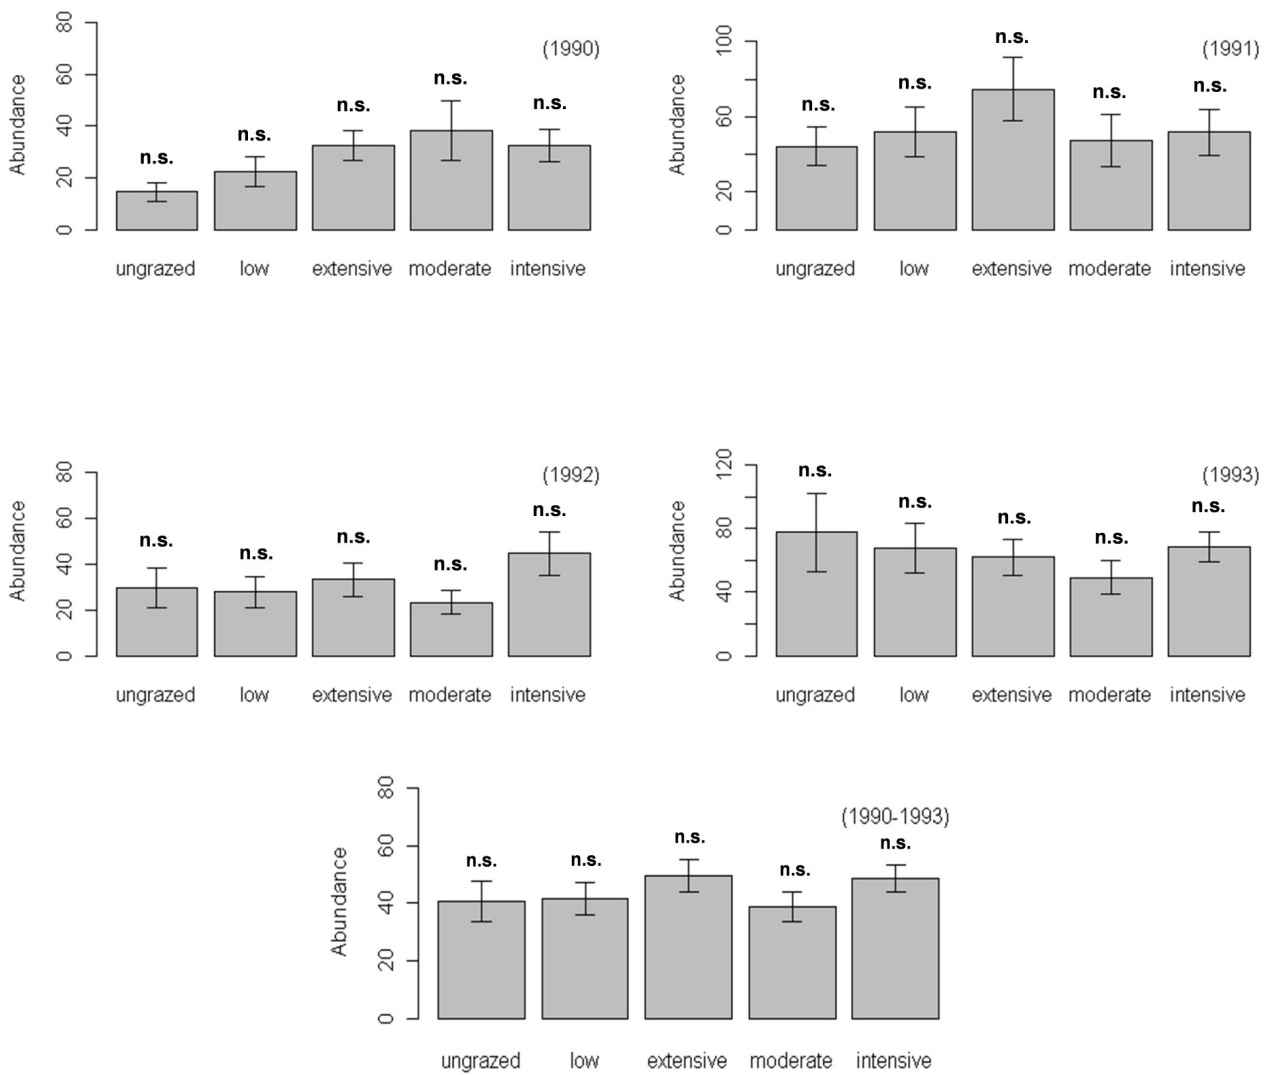 (1990)
Abundance
80
60
40
20
0
n.s.
n.s.
n.s.
n.s.
n.s.
ungrazed low extensive moderate intensive
(1991)
Abundance
100
60
20
0
n.s.
n.s.
n.s.
n.s.
n.s.
ungrazed low extensive moderate intensive
(1992)
Abundance
80
60
40
20
0
n.s.
n.s.
n.s.
n.s.
n.s.
ungrazed low extensive moderate intensive
(1993)
Abundance
120
80
40
0
n.s.
n.s.
n.s.
n.s.
n.s.
ungrazed low extensive moderate intensive
(1990-1993)
Abundance
80
60
40
20
0
n.s.
n.s.
n.s.
n.s.
n.s.
ungrazed low extensive moderate intensive